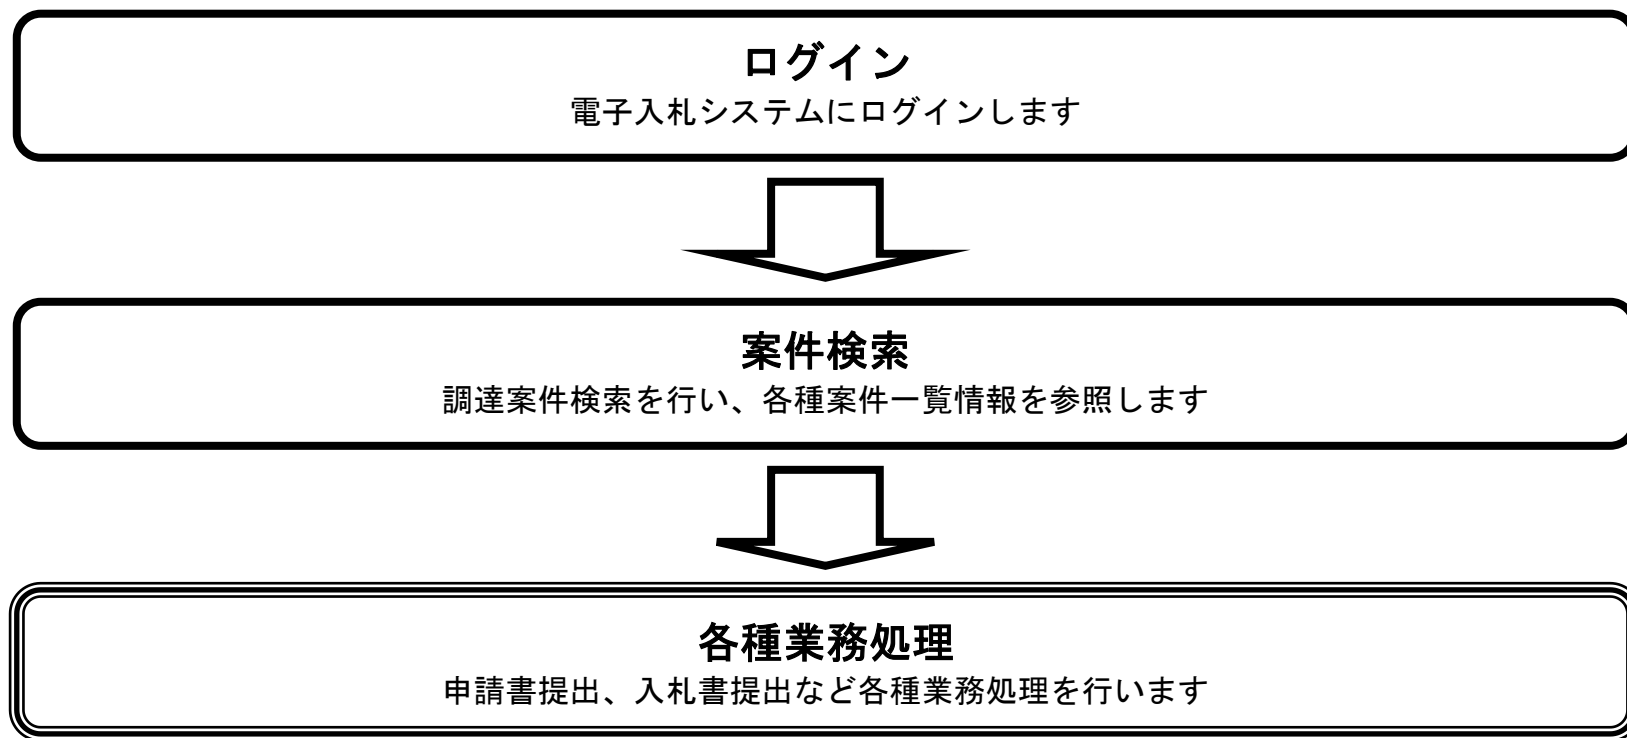 ログイン
電子入札システムにログインします
案件検索
調達案件検索を行い、各種案件一覧情報を参照します
各種業務処理
申請書提出、入札書提出など各種業務処理を行います